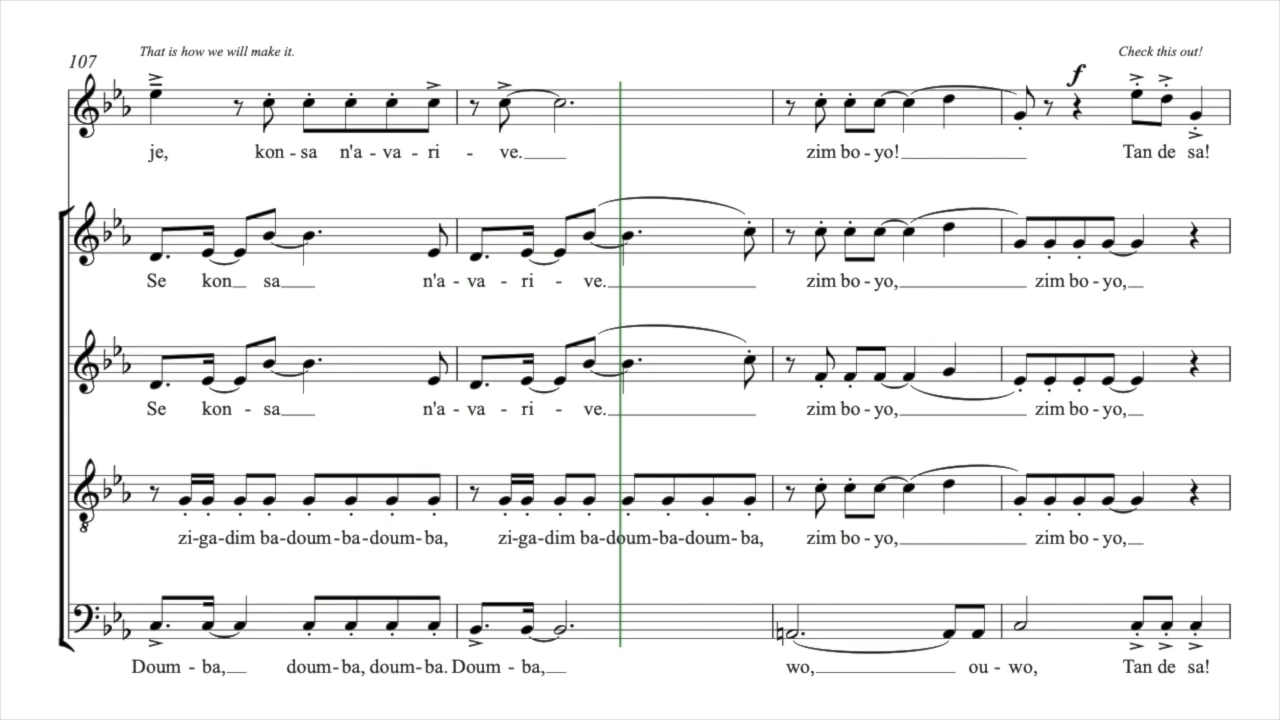 That is how we will make it. Check this out!
107
f
je, kon - sa n'a - va - ri - ve. zim bo - yo! Tan de sa!
Se kon sa n'a - va - ri - ve. zim bo - yo, zim bo - yo,
Se kon - sa n'a - va - ri - ve. zim bo - yo, zim bo - yo,
8
zi-ga-dim ba-doum-ba-doum-ba, zi-ga-dim ba-doum-ba-doum-ba, zim bo - yo, zim bo - yo,
Doum - ba, doum-ba, doum-ba. Doum - ba, wo, ou - wo, Tan de sa!